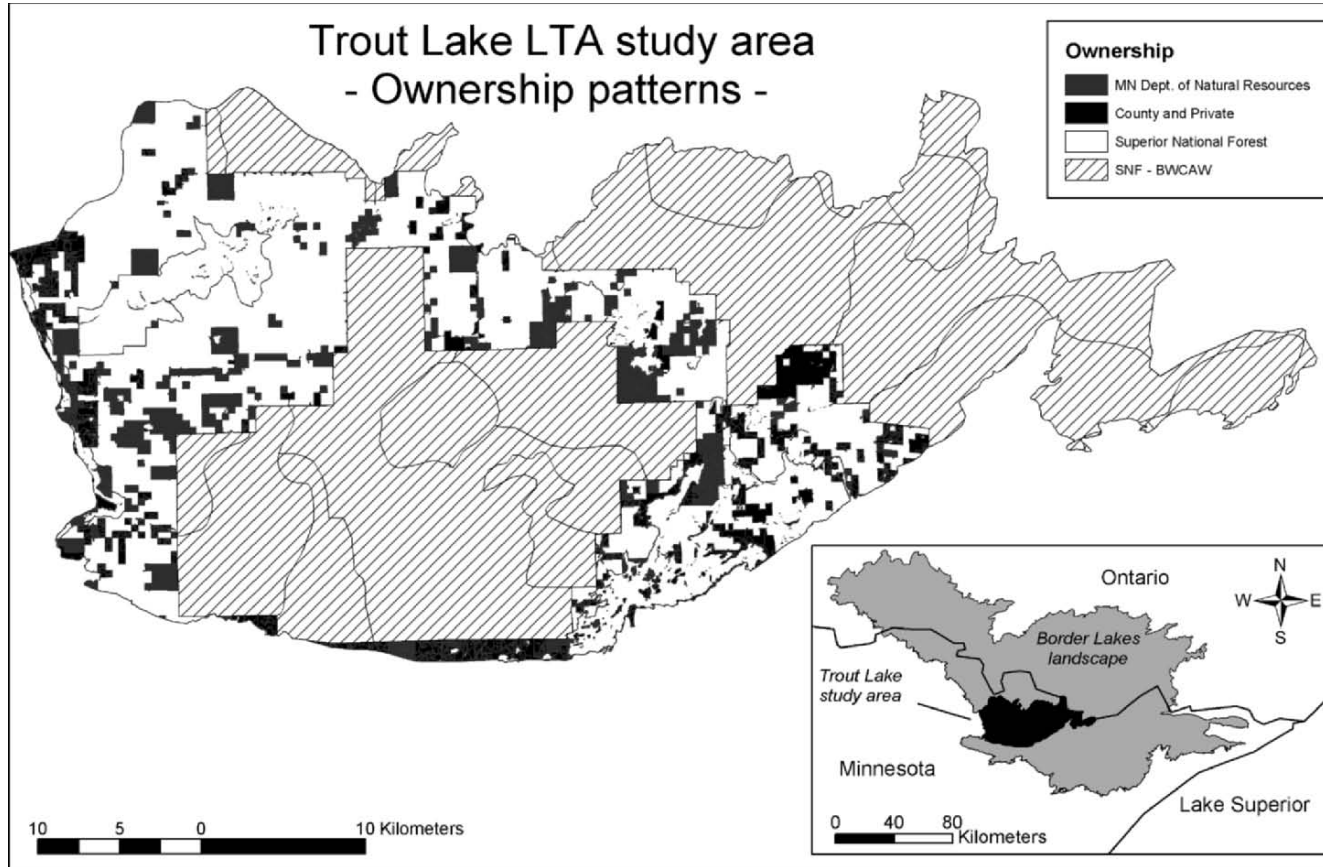 Trout Lake LTA study area
- Ownership patterns -
Ownership
MN Dept. of Natural Resources
County and Private
Superior National Forest
SNF - BWCAW
Ontario
N
W E
S
Border Lakes
landscape
Trout Lake
study area
Minnesota
Lake Superior
0 40 80 Kilometers
10 5 0 10 Kilometers